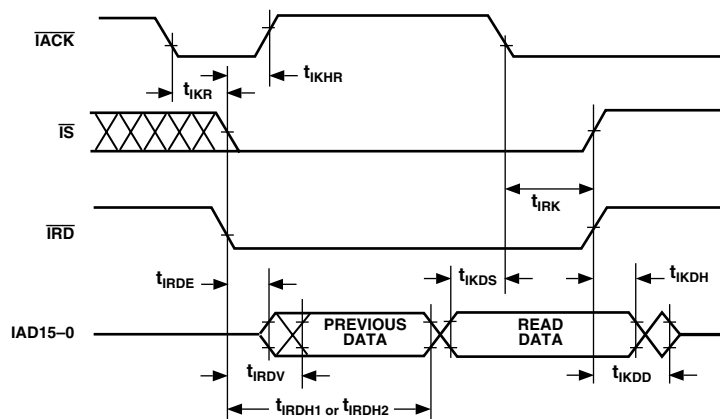 IACK
tIKR
tIKHR
IS
tIRK
IRD
tIRDE
tIKDS
tIKDH
IAD15–0
PREVIOUS
DATA
READ
DATA
tIRDV
tIKDD
tIRDH1 or tIRDH2